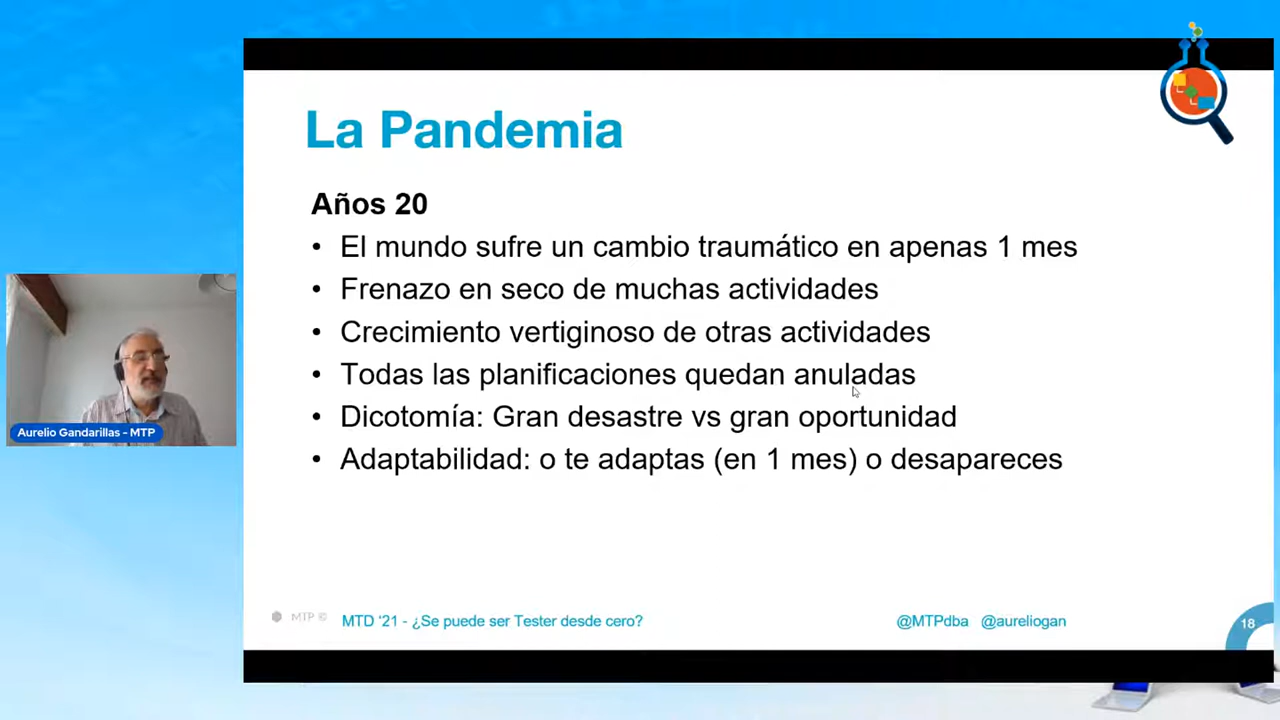 La Pandemia
Años 20
• El mundo sufre un cambio traumático en apenas 1 mes
• Frenazo en seco de muchas actividades
• Crecimiento vertiginoso de otras actividades
• Todas las planificaciones quedan anuladas
• Dicotomía: Gran desastre vs gran oportunidad
• Adaptabilidad: o te adaptas (en 1 mes) o desapareces
Aurelio Gandarillas - MTP
MTP © MTD '21 - ¿Se puede ser Tester desde cero? @MTPdba @aureliogan 18